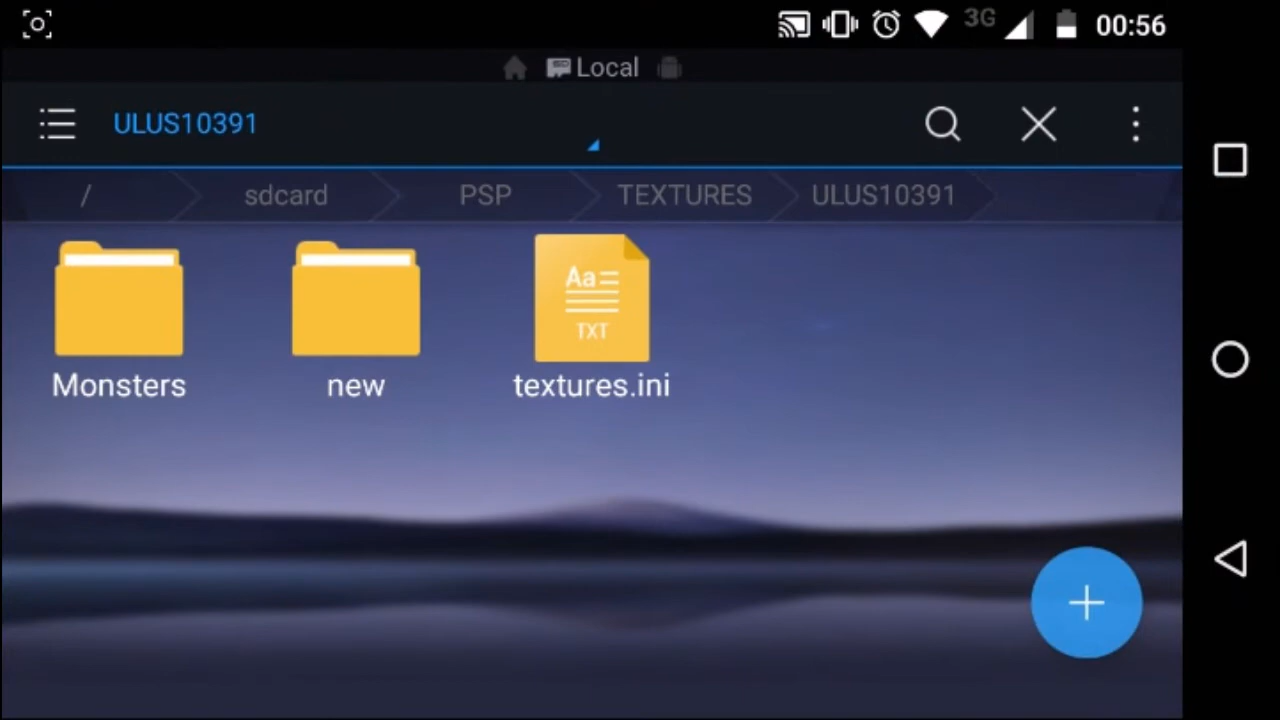 3G 00:56
Local
ULUS10391
/ sdcard PSP TEXTURES ULUS10391
Aa
TXT
Monsters new textures.ini